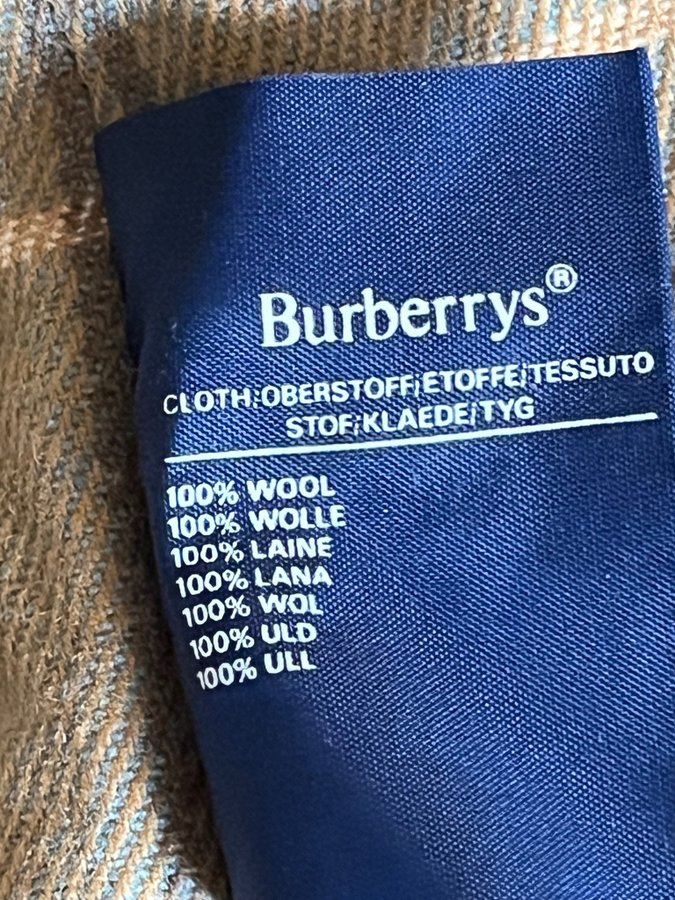 Burberrys®
CLOTH/OBERSTOFF/ETOFFE/TESSUTO
STOF/KLAEDE/TYG
100% WOOL
100% WOLLE
100% LAINE
100% LANA
100% WOL
100% ULD
100% ULL